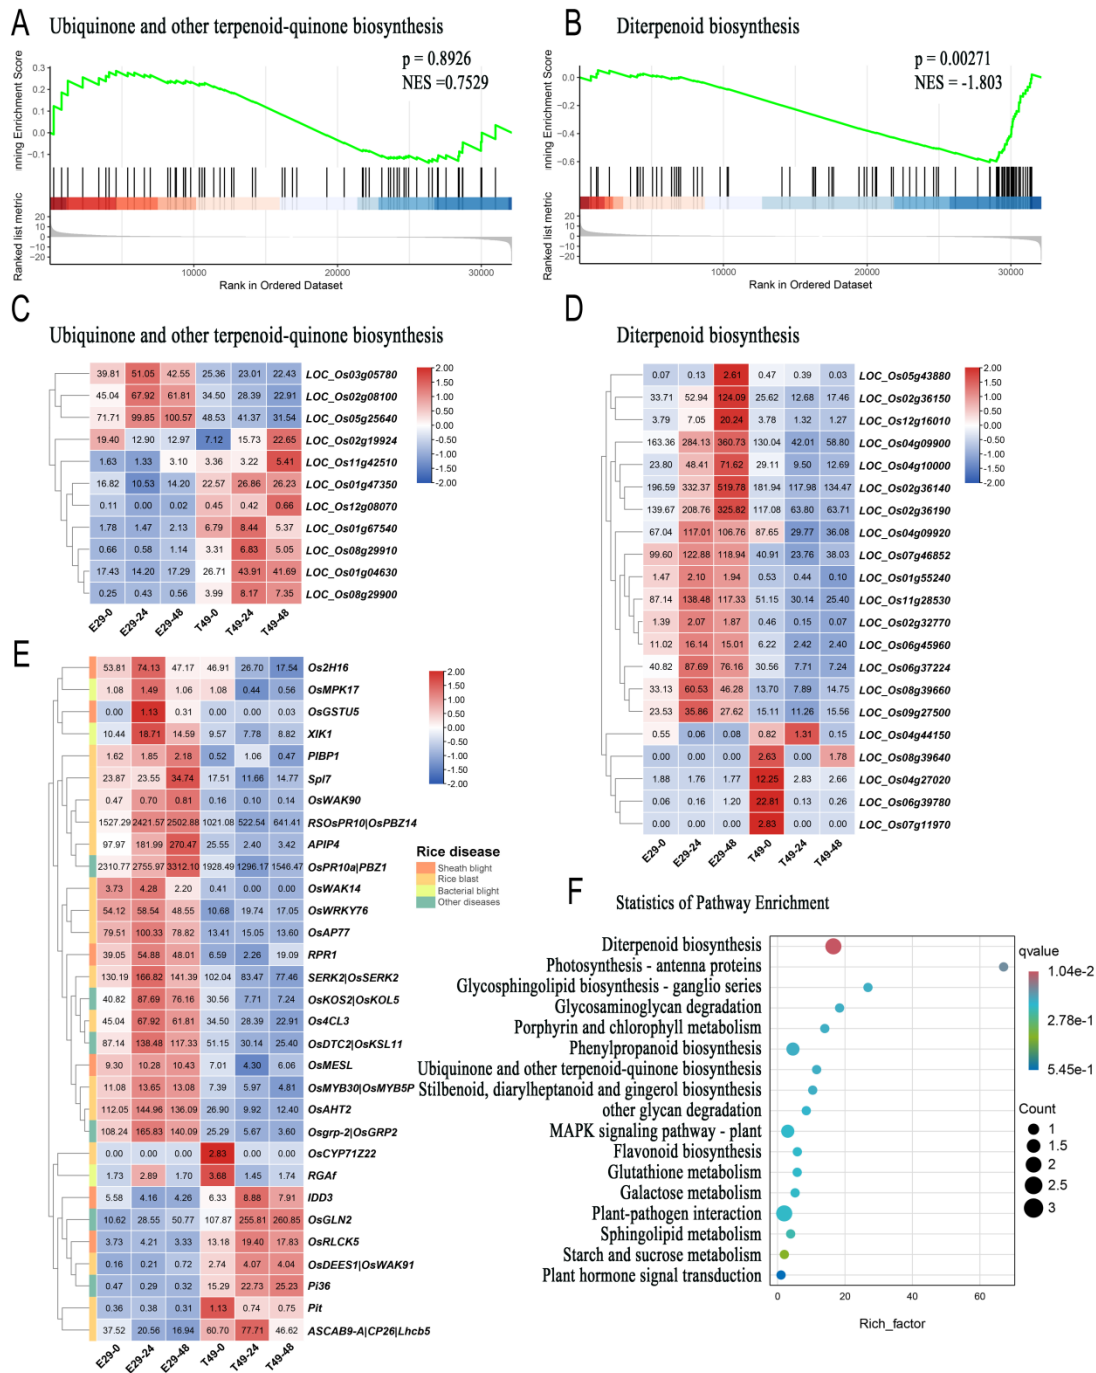 A
Ubiquinone and other terpenoid-quinone biosynthesis
p = 0.8926
NES =0.7529
nning Enrichment Score
0.3
0.2
0.1
0.0
−0.1
Ranked list metric
20
10
0
−10
−20
10000 20000 30000
Rank in Ordered Dataset
B
Diterpenoid biosynthesis
p = 0.00271
NES = -1.803
nning Enrichment Score
0.0
−0.2
−0.4
−0.6
Ranked list metric
20
10
0
−10
−20
10000 20000 30000
Rank in Ordered Dataset
C
Ubiquinone and other terpenoid-quinone biosynthesis
39.81 51.05 42.55 25.36 23.01 22.43 LOC_Os03g05780
45.04 67.92 61.81 34.50 28.39 22.91 LOC_Os02g08100
71.71 99.85 100.57 48.53 41.37 31.54 LOC_Os05g25640
19.40 12.90 12.97 7.12 15.73 22.65 LOC_Os02g19924
1.63 1.33 3.10 3.36 3.22 5.41 LOC_Os11g42510
16.82 10.53 14.20 22.57 26.86 26.23 LOC_Os01g47350
0.11 0.00 0.02 0.45 0.42 0.66 LOC_Os12g08070
1.78 1.47 2.13 6.79 8.44 5.37 LOC_Os01g67540
0.66 0.58 1.14 3.31 6.83 5.05 LOC_Os08g29910
17.43 14.20 17.29 26.71 43.91 41.69 LOC_Os01g04630
0.25 0.43 0.56 3.99 8.17 7.35 LOC_Os08g29900
E29-0 E29-24 E29-48 T49-0 T49-24 T49-48
2.00
1.50
1.00
0.50
0.00
-0.50
-1.00
-1.50
-2.00
D
Diterpenoid biosynthesis
0.07 0.13 2.61 0.47 0.39 0.03 LOC_Os05g43880
33.71 52.94 124.09 25.62 12.68 17.46 LOC_Os02g36150
3.79 7.05 20.24 3.78 1.32 1.27 LOC_Os12g16010
163.36 284.13 360.73 130.04 42.01 58.80 LOC_Os04g09900
23.80 48.41 71.62 29.11 9.50 12.69 LOC_Os04g10000
196.59 332.37 519.78 181.94 117.98 134.47 LOC_Os02g36140
139.67 208.76 325.82 117.08 63.80 63.71 LOC_Os02g36190
67.04 117.01 106.76 87.65 29.77 36.08 LOC_Os04g09920
99.60 122.88 118.94 40.91 23.76 38.03 LOC_Os07g46852
1.47 2.10 1.94 0.53 0.44 0.10 LOC_Os01g55240
87.14 138.48 117.33 51.15 30.14 25.40 LOC_Os11g28530
1.39 2.07 1.87 0.46 0.15 0.07 LOC_Os02g32770
11.02 16.14 15.01 6.22 2.42 2.40 LOC_Os06g45960
40.82 87.69 76.16 30.56 7.71 7.24 LOC_Os06g37224
33.13 60.53 46.28 13.70 7.89 14.75 LOC_Os08g39660
23.53 35.86 27.62 15.11 11.26 15.56 LOC_Os09g27500
0.55 0.06 0.08 0.82 1.31 0.15 LOC_Os04g44150
0.00 0.00 0.00 2.63 0.00 1.78 LOC_Os08g39640
1.88 1.76 1.77 12.25 2.83 2.66 LOC_Os04g27020
0.06 0.16 1.20 22.81 0.13 0.26 LOC_Os06g39780
0.00 0.00 0.00 2.83 0.00 0.00 LOC_Os07g11970
E29-0 E29-24 E29-48 T49-0 T49-24 T49-48
2.00
1.50
1.00
0.50
0.00
-0.50
-1.00
-1.50
-2.00
E
53.81 74.13 47.17 46.91 26.70 17.54 Os2H16
1.08 1.49 1.06 1.08 0.44 0.56 OsMPK17
0.00 1.13 0.31 0.00 0.00 0.03 OsGSTU5
10.44 18.71 14.59 9.57 7.78 8.82 XIK1
1.62 1.85 2.18 0.52 1.06 0.47 PIBP1
23.87 23.55 34.74 17.51 11.66 14.77 Spl7
0.47 0.70 0.81 0.16 0.10 0.14 OsWAK90
1527.29 2421.57 2502.88 1021.08 522.54 641.41 RSOsPR10|OsPBZ14
97.97 181.99 270.47 25.55 2.40 3.42 APIP4
2310.77 2755.97 3312.10 1928.49 1296.17 1546.47 OsPR10a|PBZ1
3.73 4.28 2.20 0.41 0.00 0.00 OsWAK14
54.12 58.54 48.55 10.68 19.74 17.05 OsWRKY76
79.51 100.33 78.82 13.41 15.05 13.60 OsAP77
39.05 54.88 48.01 6.59 2.26 19.09 RPR1
130.19 166.82 141.39 102.04 83.47 77.46 SERK2|OsSERK2
40.82 87.69 76.16 30.56 7.71 7.24 OsKOS2|OsKOL5
45.04 67.92 61.81 34.50 28.39 22.91 Os4CL3
87.14 138.48 117.33 51.15 30.14 25.40 OsDTC2|OsKSL11
9.30 10.28 10.43 7.01 4.30 6.06 OsMESL
11.08 13.65 13.08 7.39 5.97 4.81 OsMYB30|OsMYB5P
112.05 144.96 136.09 26.90 9.92 12.40 OsAHT2
108.24 165.83 140.09 25.29 5.67 3.60 Osgrp-2|OsGRP2
0.00 0.00 0.00 2.83 0.00 0.00 OsCYP71Z22
1.73 2.89 1.70 3.68 1.45 1.74 RGAf
5.58 4.16 4.26 6.33 8.88 7.91 IDD3
10.62 28.55 50.77 107.87 255.81 260.85 OsGLN2
3.73 4.21 3.33 13.18 19.40 17.83 OsRLCK5
0.16 0.21 0.72 2.74 4.07 4.04 OsDEES1|OsWAK91
0.47 0.29 0.32 15.29 22.73 25.23 Pi36
0.36 0.38 0.31 1.13 0.74 0.75 Pit
37.52 20.56 16.94 60.70 77.71 46.62 ASCAB9-A|CP26|Lhcb5
E29-0 E29-24 E29-48 T49-0 T49-24 T49-48
2.00
1.50
1.00
0.50
0.00
-0.50
-1.00
-1.50
-2.00
Rice disease
Sheath blight
Rice blast
Bacterial blight
Other diseases
F
Statistics of Pathway Enrichment
Diterpenoid biosynthesis
Photosynthesis - antenna proteins
Glycosphingolipid biosynthesis - ganglio series
Glycosaminoglycan degradation
Porphyrin and chlorophyll metabolism
Phenylpropanoid biosynthesis
Ubiquinone and other terpenoid-quinone biosynthesis
Stilbenoid, diarylheptanoid and gingerol biosynthesis
other glycan degradation
MAPK signaling pathway - plant
Flavonoid biosynthesis
Glutathione metabolism
Galactose metabolism
Plant-pathogen interaction
Sphingolipid metabolism
Starch and sucrose metabolism
Plant hormone signal transduction
0 20 40 60
Rich_factor
qvalue
1.04e-2
2.78e-1
5.45e-1
Count
1
1.5
2
2.5
3